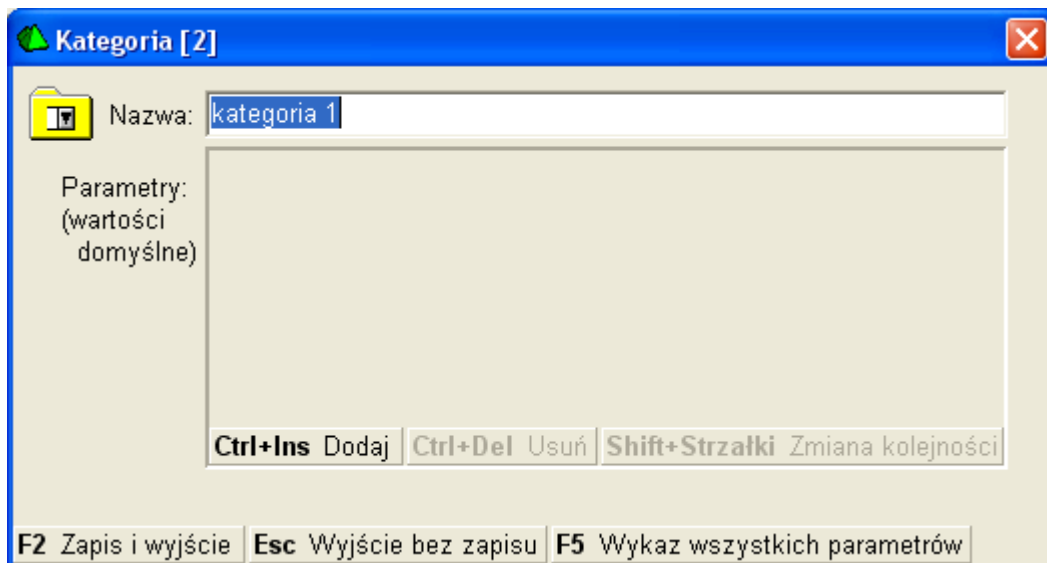 Kategoria [2]
Nazwa: kategoria 1
Parametry:
(wartości
domyślne)
Ctrl+Ins Dodaj Ctrl+Del Usuń Shift+Strzałki Zmiana kolejności
F2 Zapis i wyjście Esc Wyjście bez zapisu F5 Wykaz wszystkich parametrów